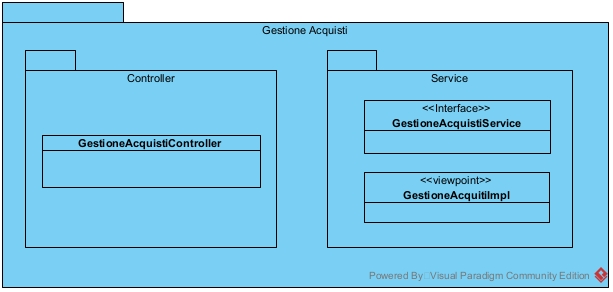 Gestione Acquisti
Controller
GestioneAcquistiController
Service
<<Interface>>
GestioneAcquistiService
<<viewpoint>>
GestioneAcquitiImpl
Powered By Visual Paradigm Community Edition